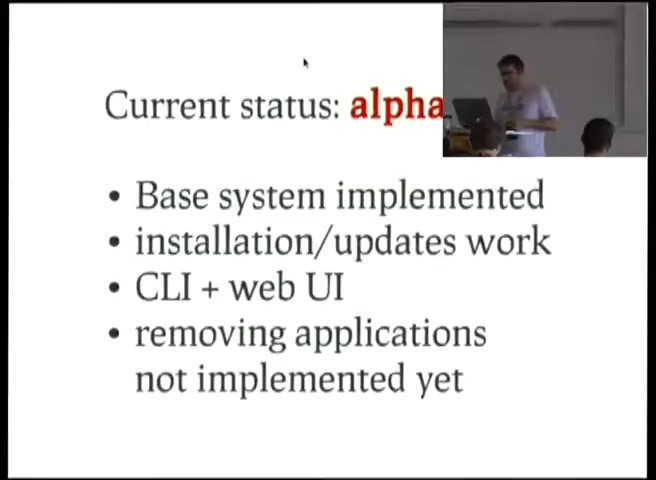 Current status: alpha
• Base system implemented
• installation/updates work
• CLI + web UI
• removing applications
not implemented yet